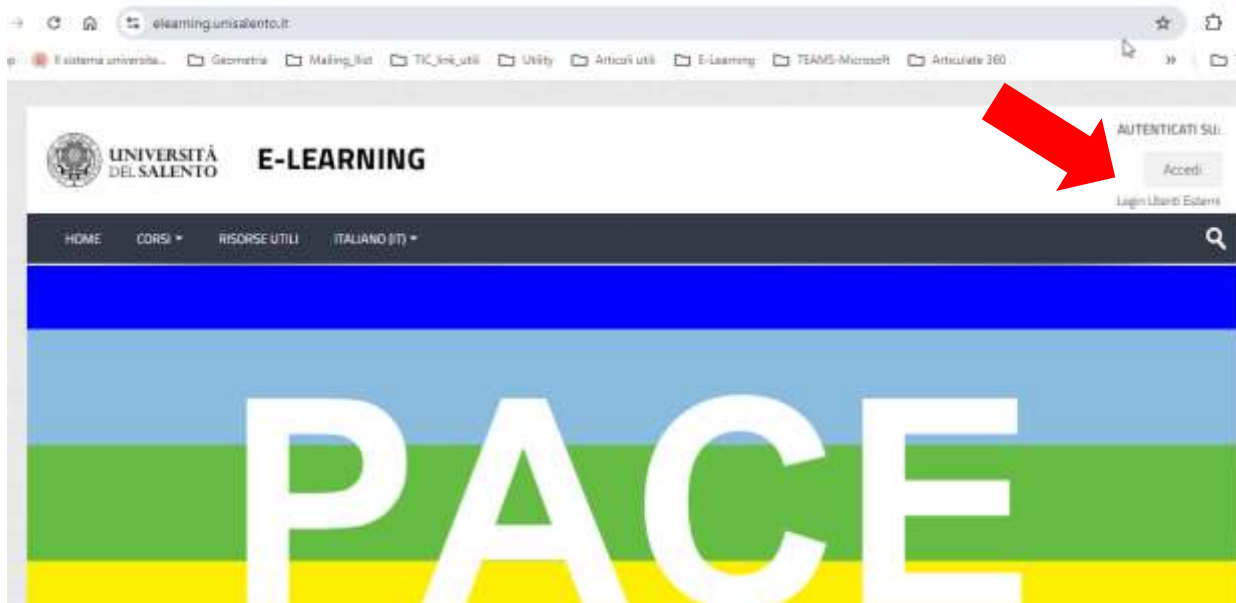 elearning.unisalento.it
Il sistema universita...
Geometria
Mailing_list
TIC_link_utili
Utility
Articoli utili
E-Learning
TEAMS-Microsoft
Articulate 360
AUTENTICATI SU:
UNIVERSITÀ
DEL SALENTO
E-LEARNING
Accedi
Login Utenti Esterni
HOME
CORSI
RISORSE UTILI
ITALIANO (IT)
PACE